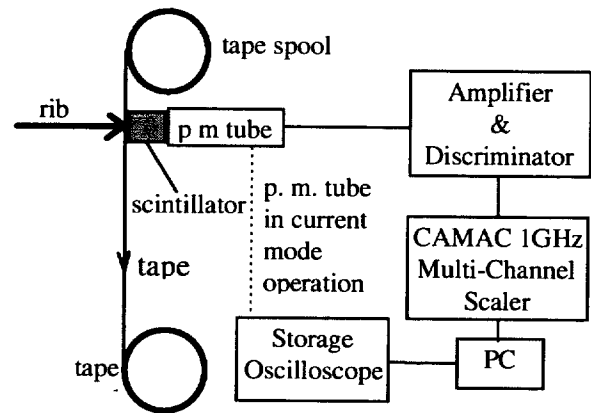 tape spool
rib
p m tube
scintillator
tape
tape
p. m. tube
in current
mode
operation
Amplifier
&
Discriminator
CAMAC 1GHz
Multi-Channel
Scaler
Storage
Oscilloscope
PC